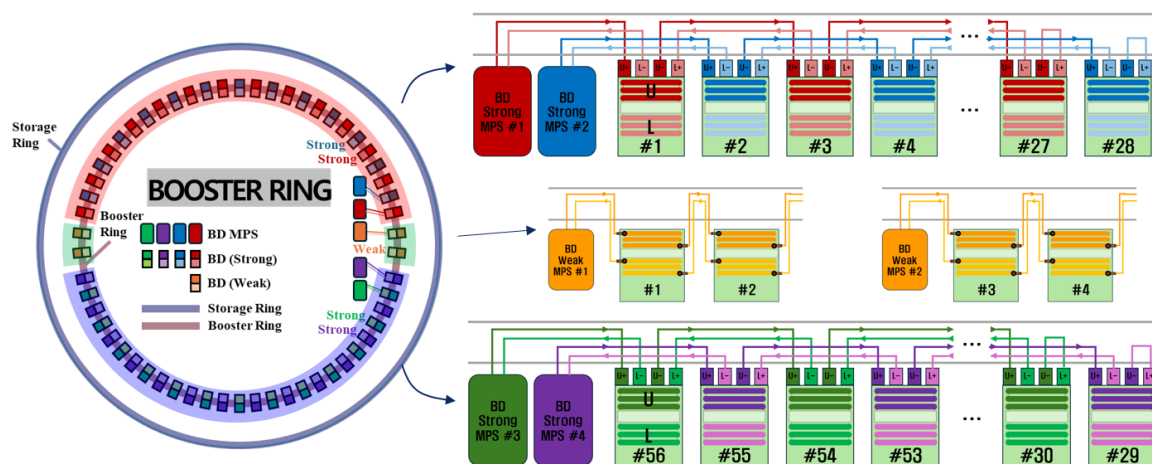 Storage
Ring
Strong
Strong
BOOSTER RING
Booster
Ring
BD MPS
Weak
BD (Strong)
BD (Weak)
Storage Ring
Booster Ring
Strong
Strong
BD
Strong
MPS #1
BD
Strong
MPS #2
U+ L- U- L+
U+ L- U- L+
U+ L- U- L+
U+ L- U- L+
...
U+ L- U- L+
U+ L- U- L+
U
L
...
#1 #2 #3 #4 #27 #28
BD
Weak
MPS #1
#1 #2
BD
Weak
MPS #2
#3 #4
...
BD
Strong
MPS #3
BD
Strong
MPS #4
U+ L- U- L+
U+ L- U- L+
U+ L- U- L+
U+ L- U- L+
U+ L- U- L+
U+ L- U- L+
U
L
...
#56 #55 #54 #53 #30 #29